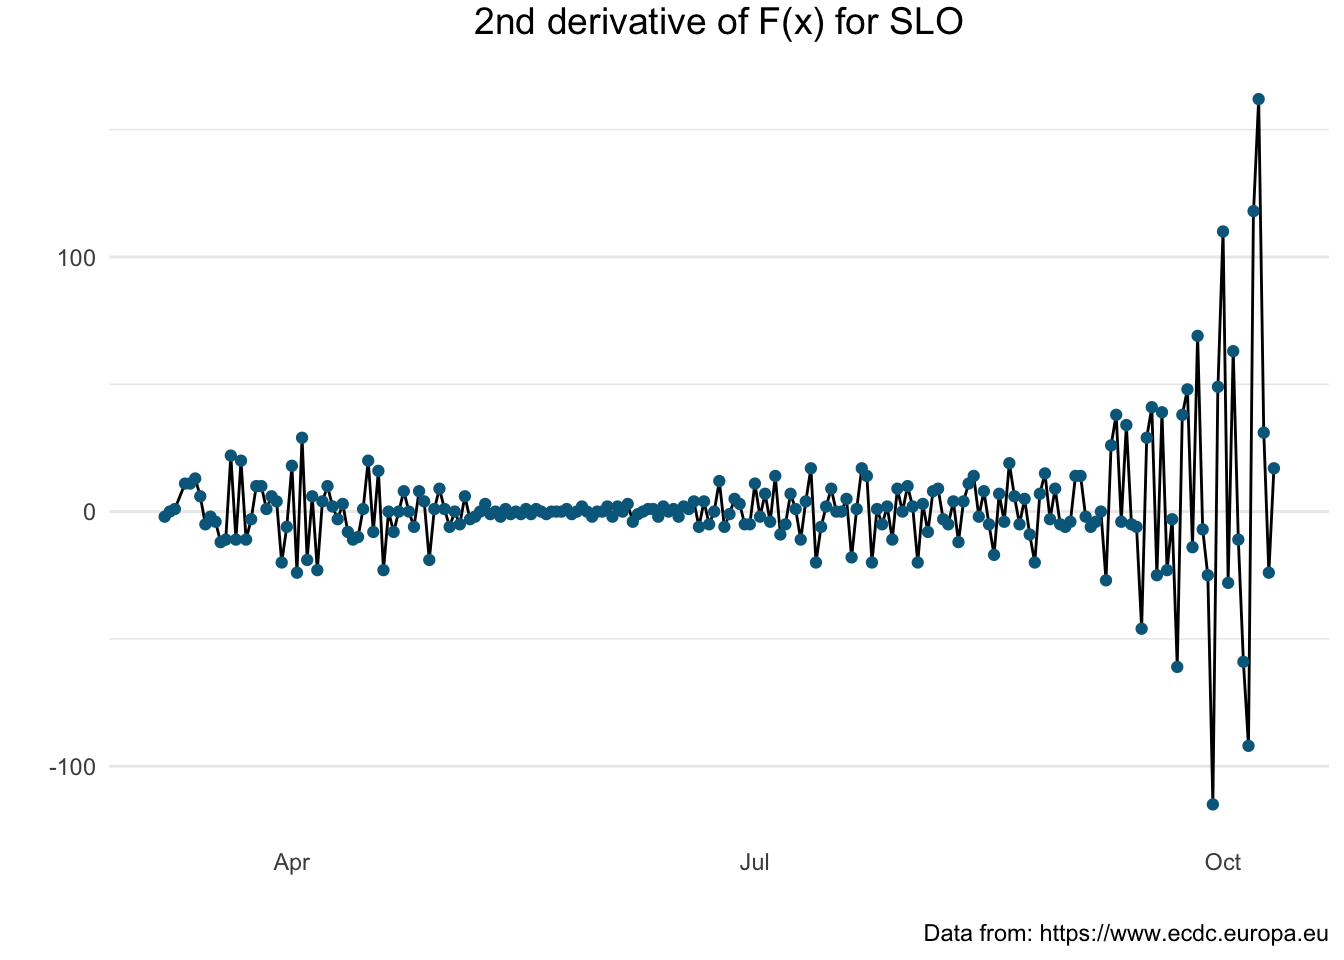 2nd derivative of F(x) for SLO
100
0
-100
Apr Jul Oct
Data from: https://www.ecdc.europa.eu